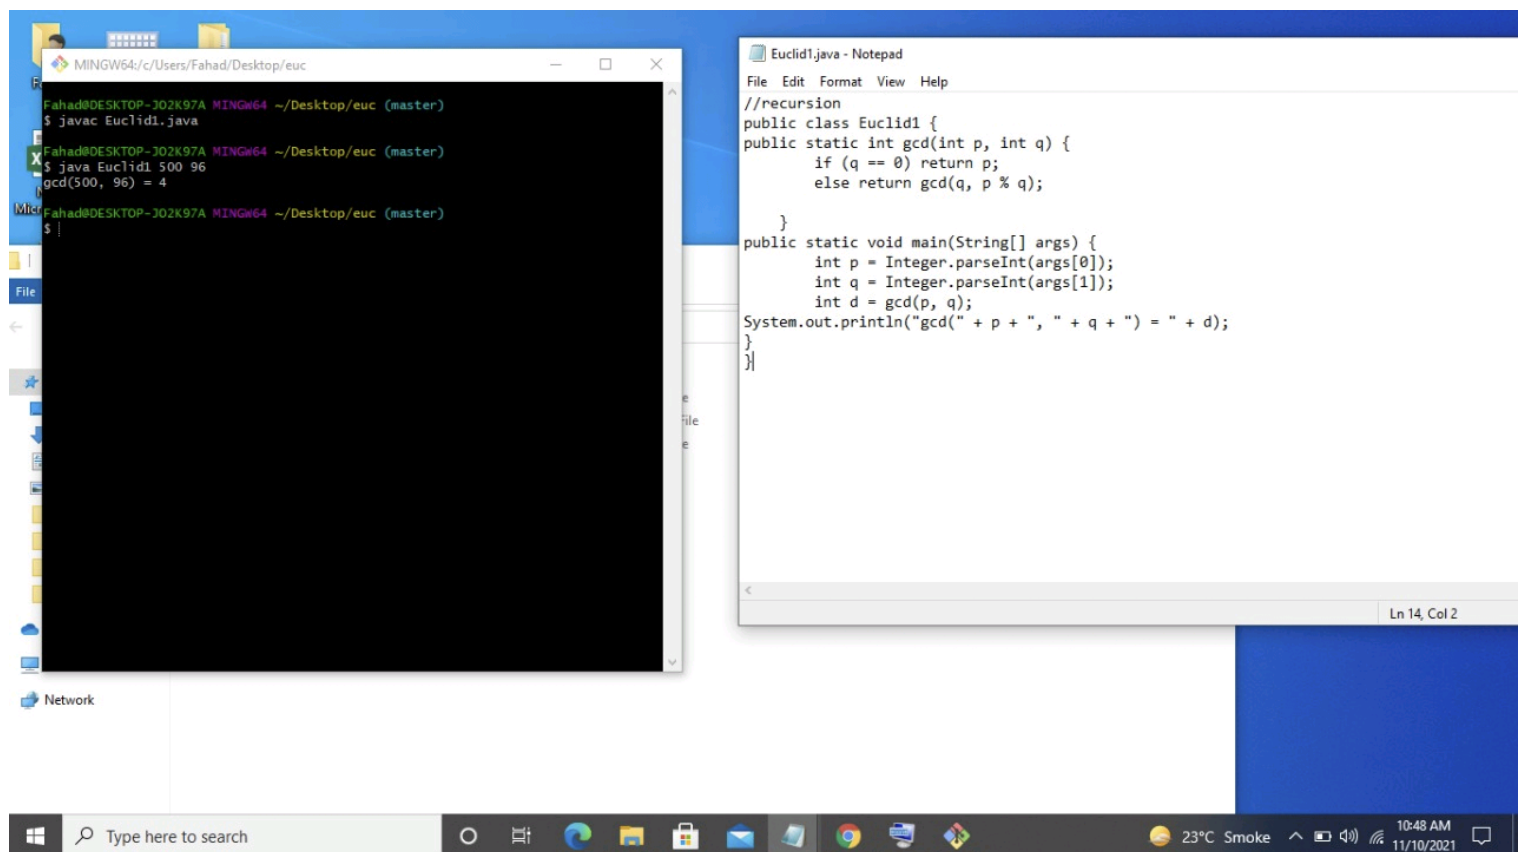 MINGW64:/c/Users/Fahad/Desktop/euc
Fahad@DESKTOP-JO2K97A MINGW64 ~/Desktop/euc (master)
$ javac Euclid1.java
Fahad@DESKTOP-JO2K97A MINGW64 ~/Desktop/euc (master)
$ java Euclid1 500 96
gcd(500, 96) = 4
Fahad@DESKTOP-JO2K97A MINGW64 ~/Desktop/euc (master)
$
File
Network
Euclid1.java - Notepad
File Edit Format View Help
//recursion
public class Euclid1 {
public static int gcd(int p, int q) {
if (q == 0) return p;
else return gcd(q, p % q);
}
public static void main(String[] args) {
int p = Integer.parseInt(args[0]);
int q = Integer.parseInt(args[1]);
int d = gcd(p, q);
System.out.println("gcd(" + p + ", " + q + ") = " + d);
}
}
Ln 14, Col 2
Type here to search
23°C Smoke
10:48 AM
11/10/2021